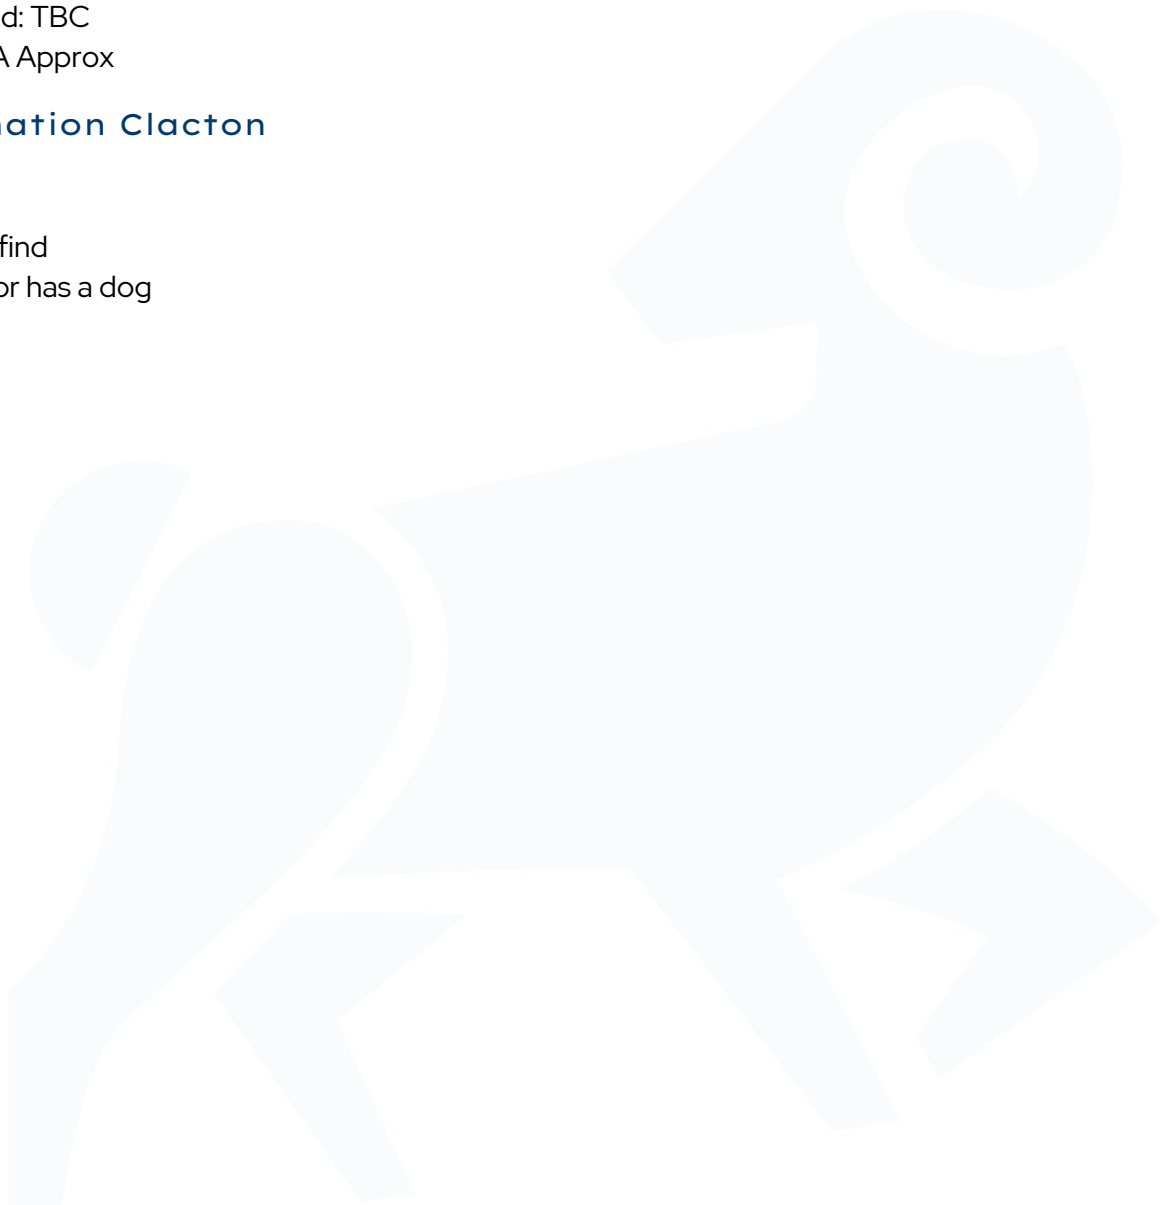 d: TBC
A Approx
ation Clacton
find
or has a dog